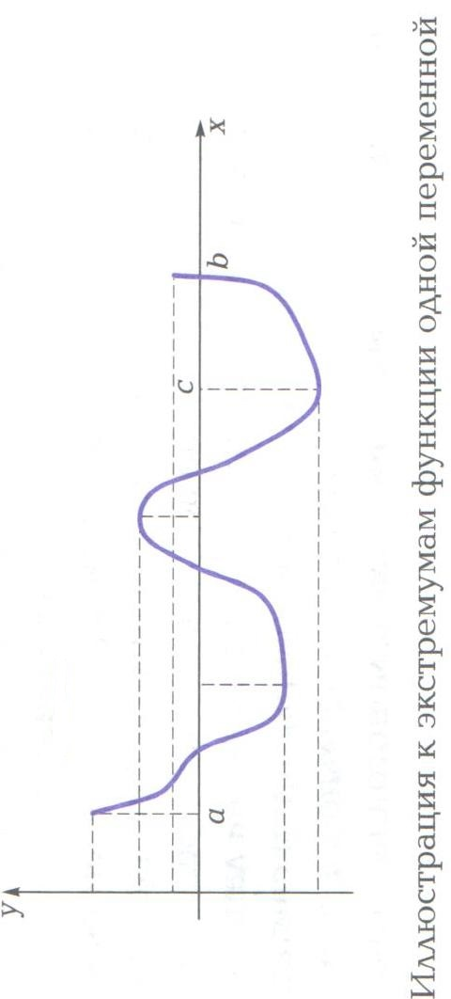 y
x
a
b
c
Иллюстрация к экстремумам функции одной переменной